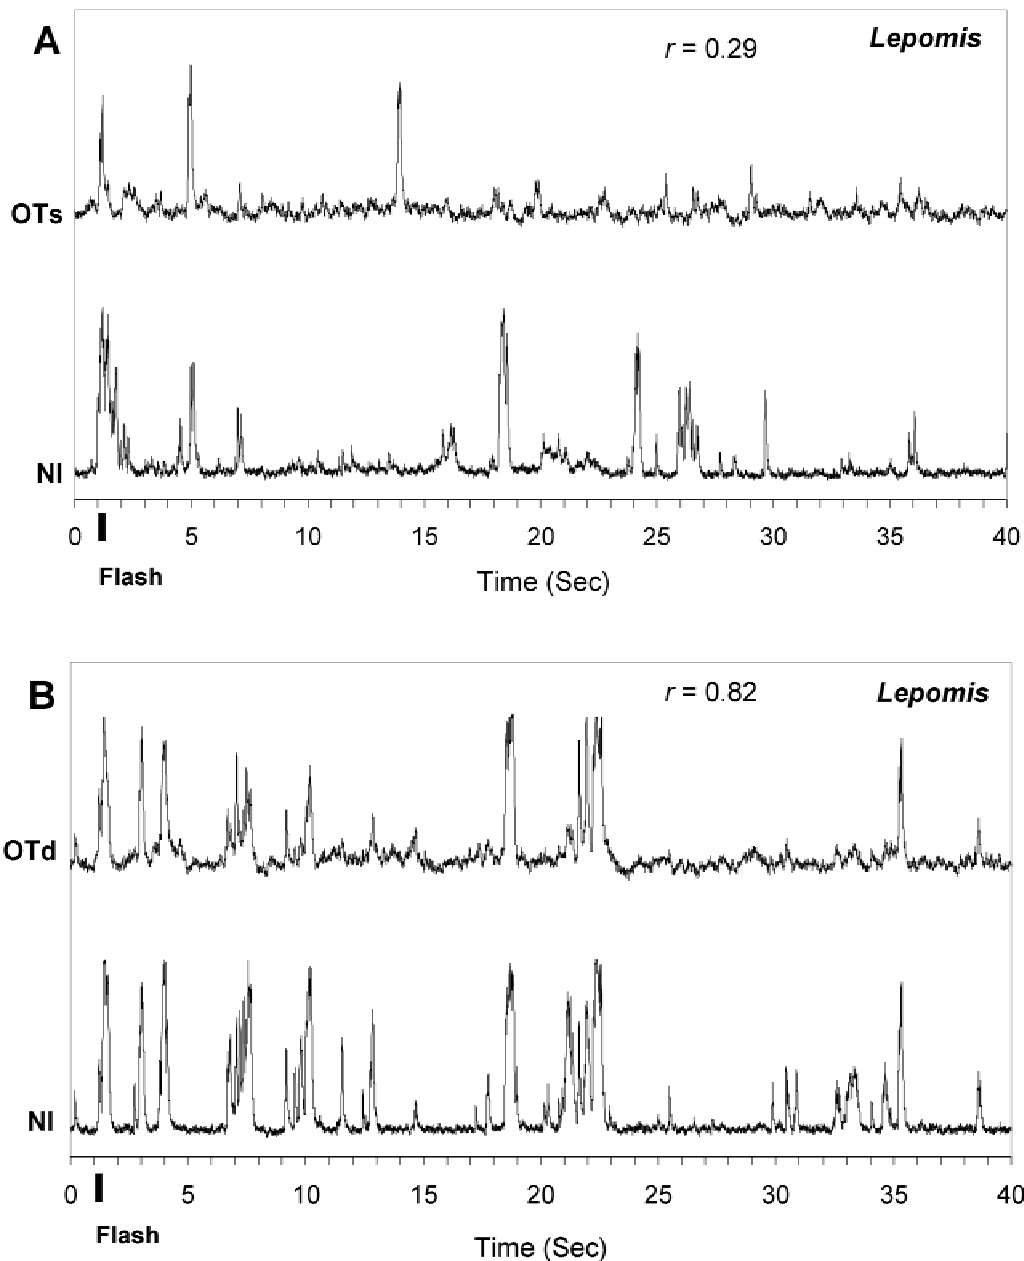 A
r = 0.29
Lepomis
OTs
NI
0 5 10 15 20 25 30 35 40
Flash
Time (Sec)
B
r = 0.82
Lepomis
OTd
NI
0 5 10 15 20 25 30 35 40
Flash
Time (Sec)